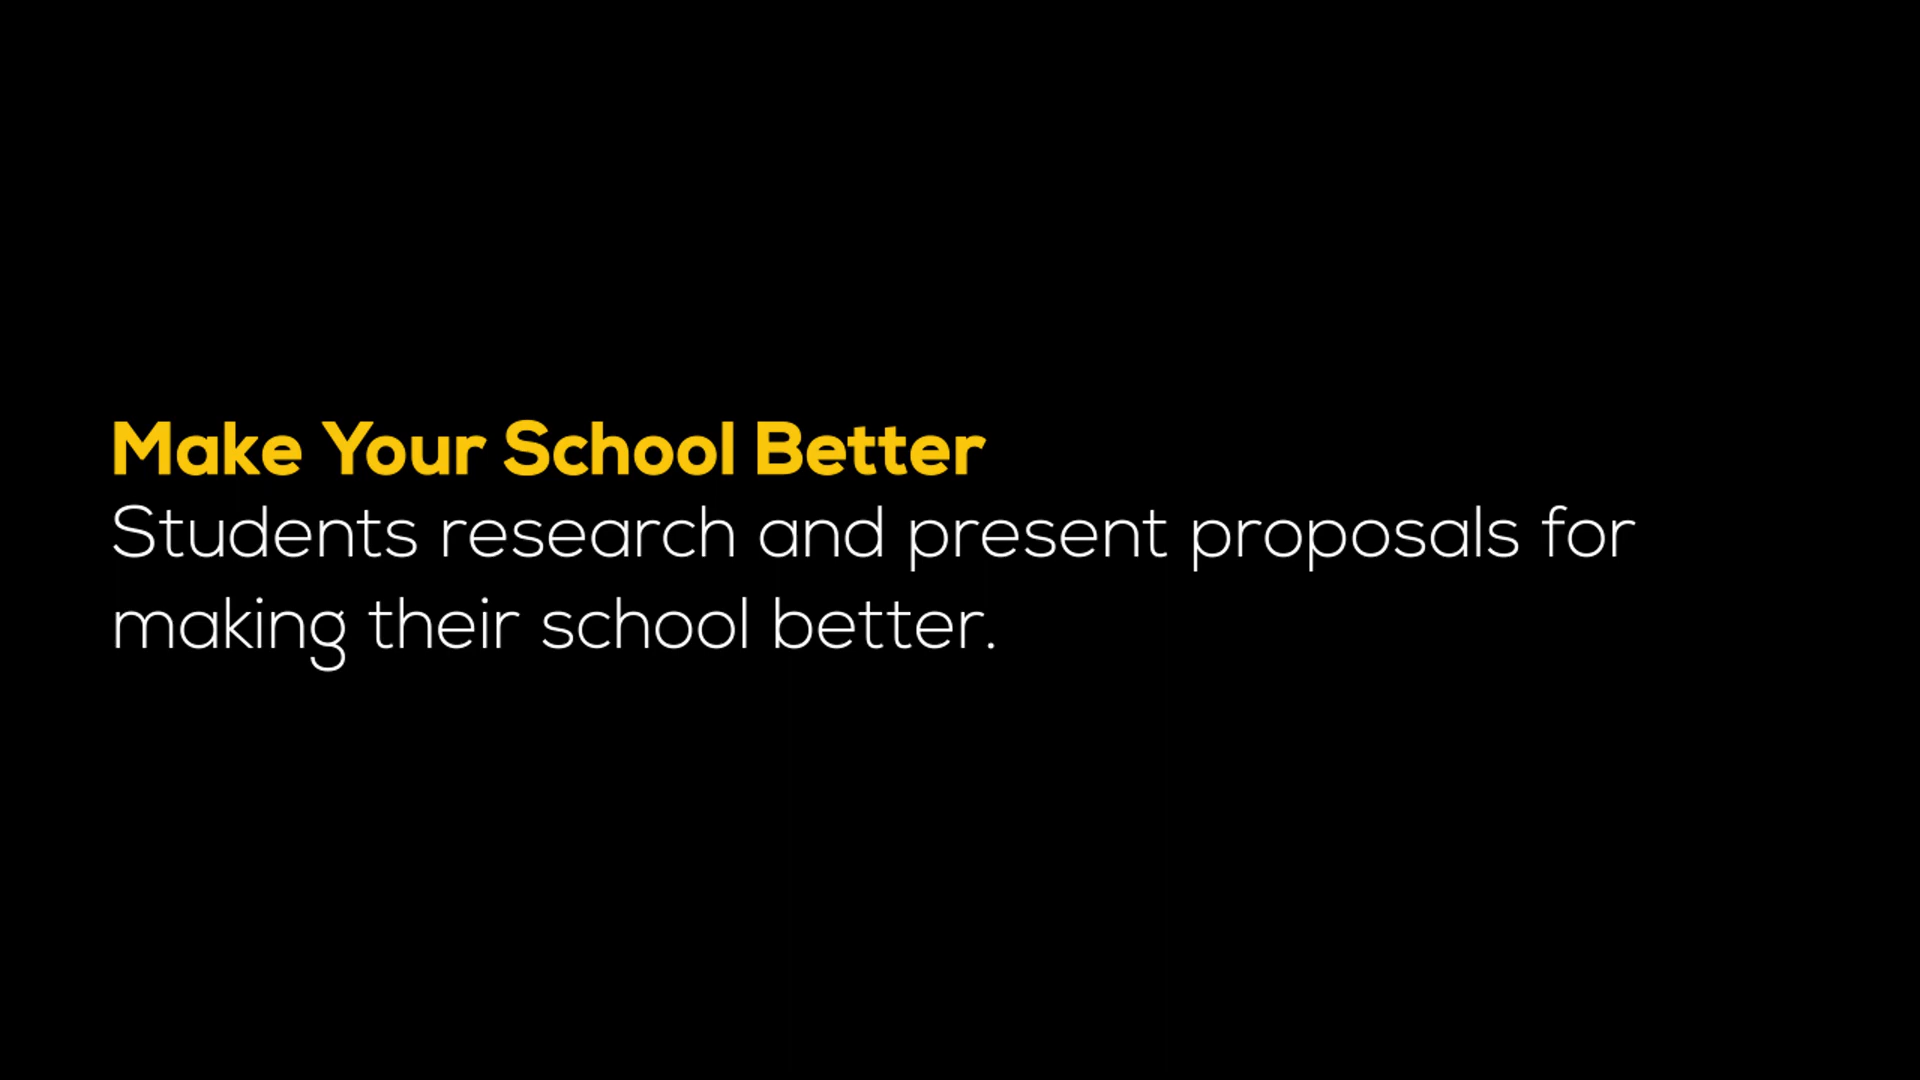 Make Your School Better
Students research and present proposals for
making their school better.